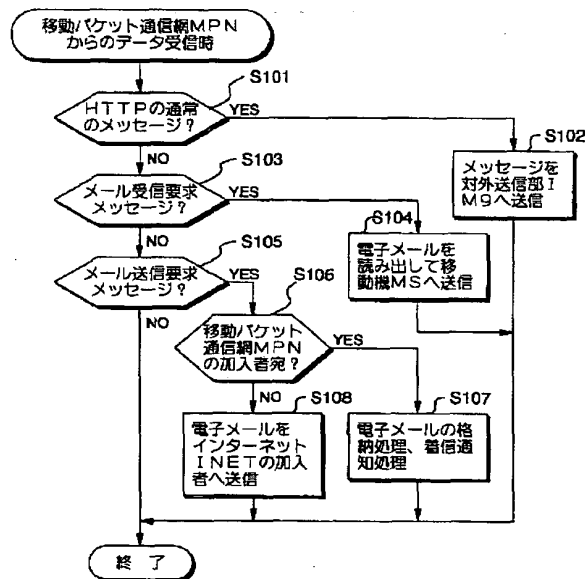 移動パケット通信網MPN
からのデータ受信時
S101
HTTPの通常
のメッセージ？
YES
NO
S102
メッセージを
対外送信部I
M9へ送信
S103
メール受信要求
メッセージ？
YES
NO
S104
電子メールを
読み出して移
動機MSへ送信
S105
メール送信要求
メッセージ？
YES
NO
S106
移動パケット
通信網MPN
の加入者宛？
YES
NO
S108
電子メールを
インターネット
INETの加入
者へ送信
S107
電子メールの格
納処理、着信通
知処理
終了